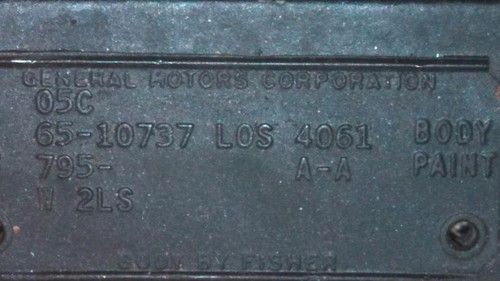 GENERAL MOTORS CORPORATION
05C
65-10737 LOS 4061 BODY
795- A-A PAINT
W 2LS
BODY BY FISHER